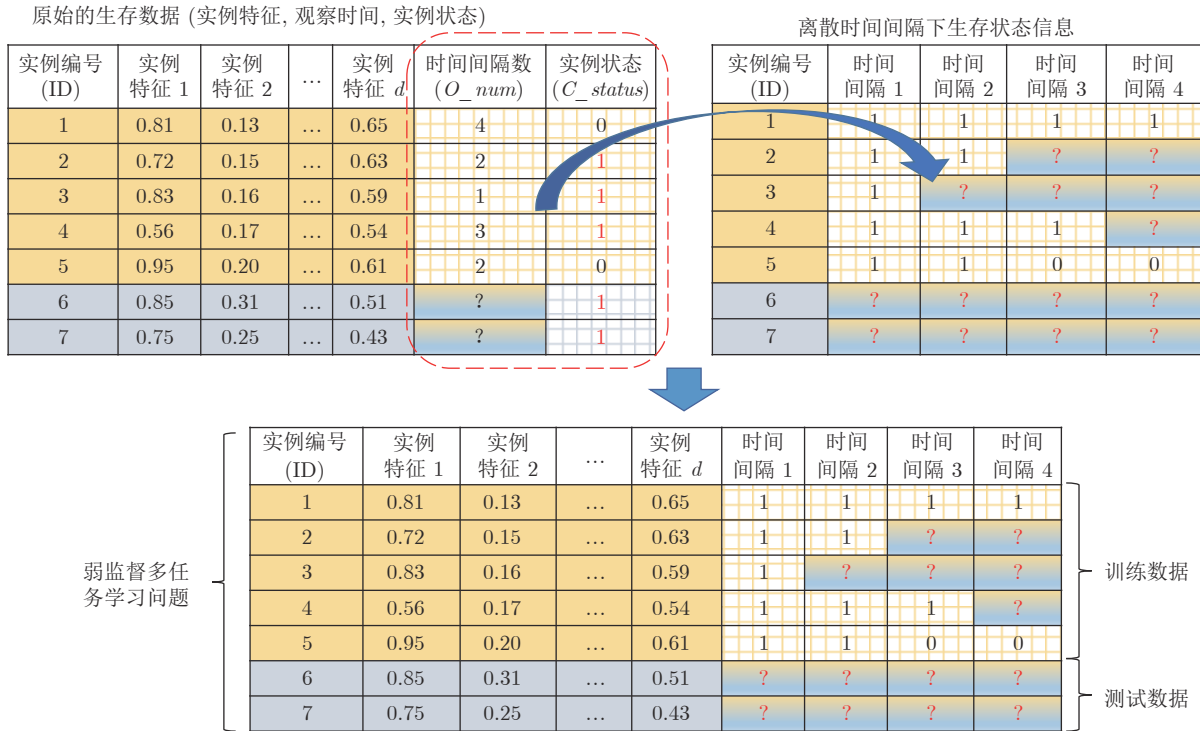 原始的生存数据 (实例特征, 观察时间, 实例状态)
实例编号 (ID) 实例特征 1 实例特征 2 … 实例特征 d 时间间隔数 (O_num) 实例状态 (C_status)
1 0.81 0.13 … 0.65 4 0
2 0.72 0.15 … 0.63 2 1
3 0.83 0.16 … 0.59 1 1
4 0.56 0.17 … 0.54 3 1
5 0.95 0.20 … 0.61 2 0
6 0.85 0.31 … 0.51 ? 1
7 0.75 0.25 … 0.43 ? 1
离散时间间隔下生存状态信息
实例编号 (ID) 时间间隔 1 时间间隔 2 时间间隔 3 时间间隔 4
1 1 1 1 1
2 1 1 ? ?
3 1 ? ? ?
4 1 1 1 ?
5 1 1 0 0
6 ? ? ? ?
7 ? ? ? ?
弱监督多任
务学习问题
实例编号 (ID) 实例特征 1 实例特征 2 … 实例特征 d 时间间隔 1 时间间隔 2 时间间隔 3 时间间隔 4
1 0.81 0.13 … 0.65 1 1 1 1
2 0.72 0.15 … 0.63 1 1 ? ?
3 0.83 0.16 … 0.59 1 ? ? ?
4 0.56 0.17 … 0.54 1 1 1 ?
5 0.95 0.20 … 0.61 1 1 0 0
6 0.85 0.31 … 0.51 ? ? ? ?
7 0.75 0.25 … 0.43 ? ? ? ?
训练数据
测试数据